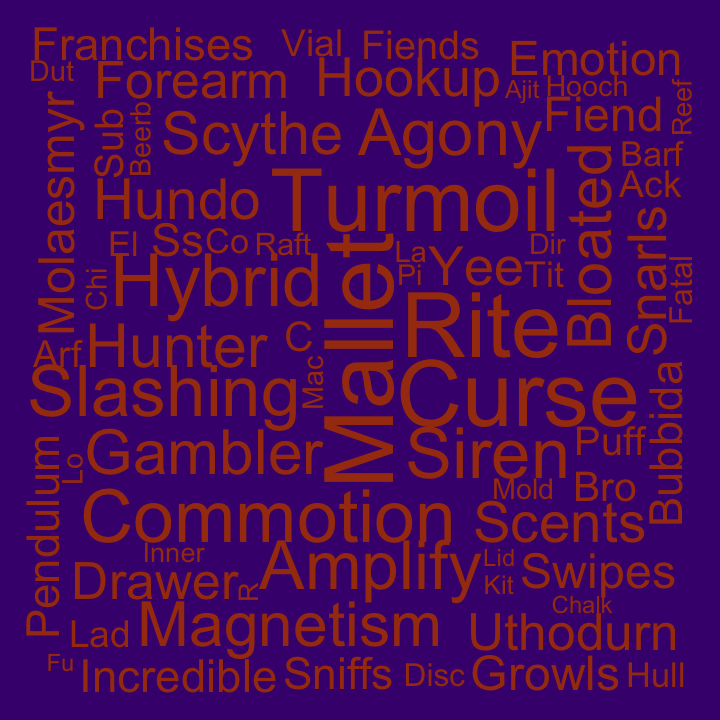 Franchises Vial Fiends Emotion
Dut Forearm Hookup Ajit Hooch Reef
Molaesmyr Sub Beerb Scythe Agony Fiend
Barf
Hundo Turmoil Bloated Ack
El Ss Co Raft La Yee Dir Snarls
Chi Hybrid Mallet Pi Tit Fatal
Arf Hunter C Rite
Slashing Mac Curse
Pendulum Lo Gambler Siren Puff Bubbida
Mold Bro
Commotion Scents
Inner Amplify Lid
Drawer R Kit Swipes
Chalk
Lad Magnetism Uthodurn
Fu Incredible Sniffs Disc Growls Hull